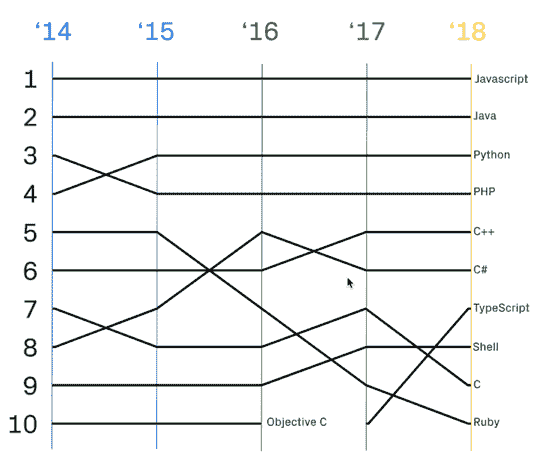 ‘14 ‘15 ‘16 ‘17 ‘18
1 Javascript
2 Java
3 Python
4 PHP
5 C++
6 C#
7 TypeScript
8 Shell
9 C
10 Objective C Ruby